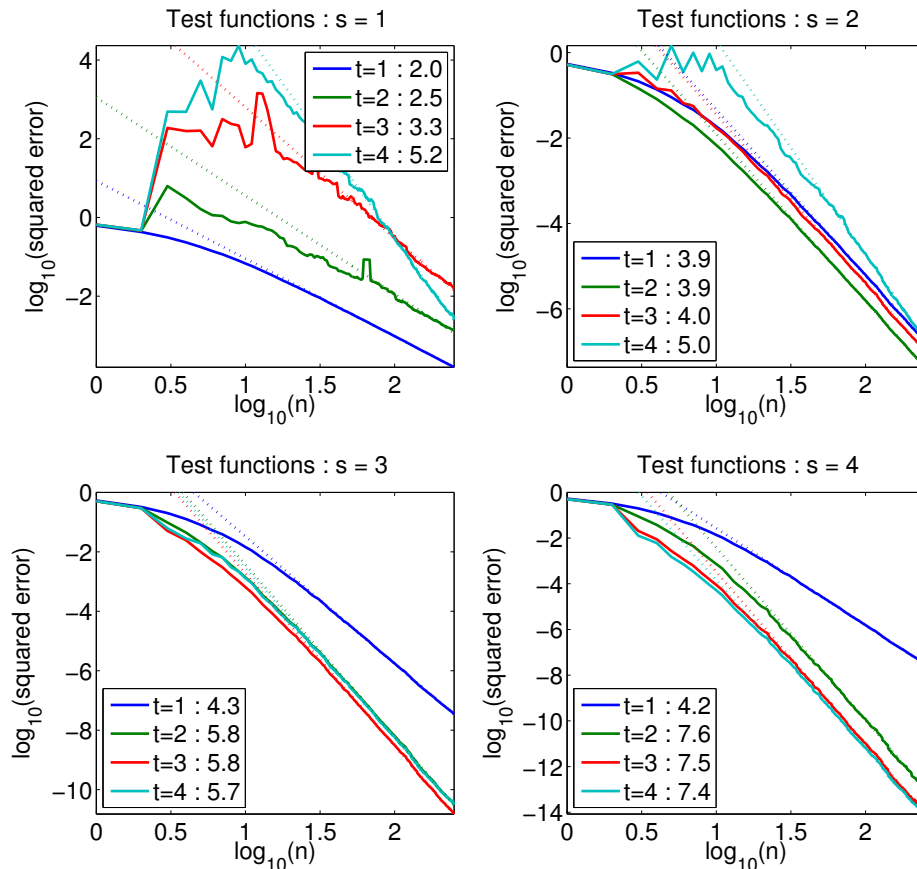 Test functions : s = 1
log10(squared error)
4
2
0
−2
t=1 : 2.0
t=2 : 2.5
t=3 : 3.3
t=4 : 5.2
0
0.5
1
1.5
2
log10(n)
Test functions : s = 2
log10(squared error)
0
−2
−4
−6
t=1 : 3.9
t=2 : 3.9
t=3 : 4.0
t=4 : 5.0
0
0.5
1
1.5
2
log10(n)
Test functions : s = 3
log10(squared error)
0
−2
−4
−6
−8
−10
t=1 : 4.3
t=2 : 5.8
t=3 : 5.8
t=4 : 5.7
0
0.5
1
1.5
2
log10(n)
Test functions : s = 4
log10(squared error)
0
−2
−4
−6
−8
−10
−12
−14
t=1 : 4.2
t=2 : 7.6
t=3 : 7.5
t=4 : 7.4
0
0.5
1
1.5
2
log10(n)